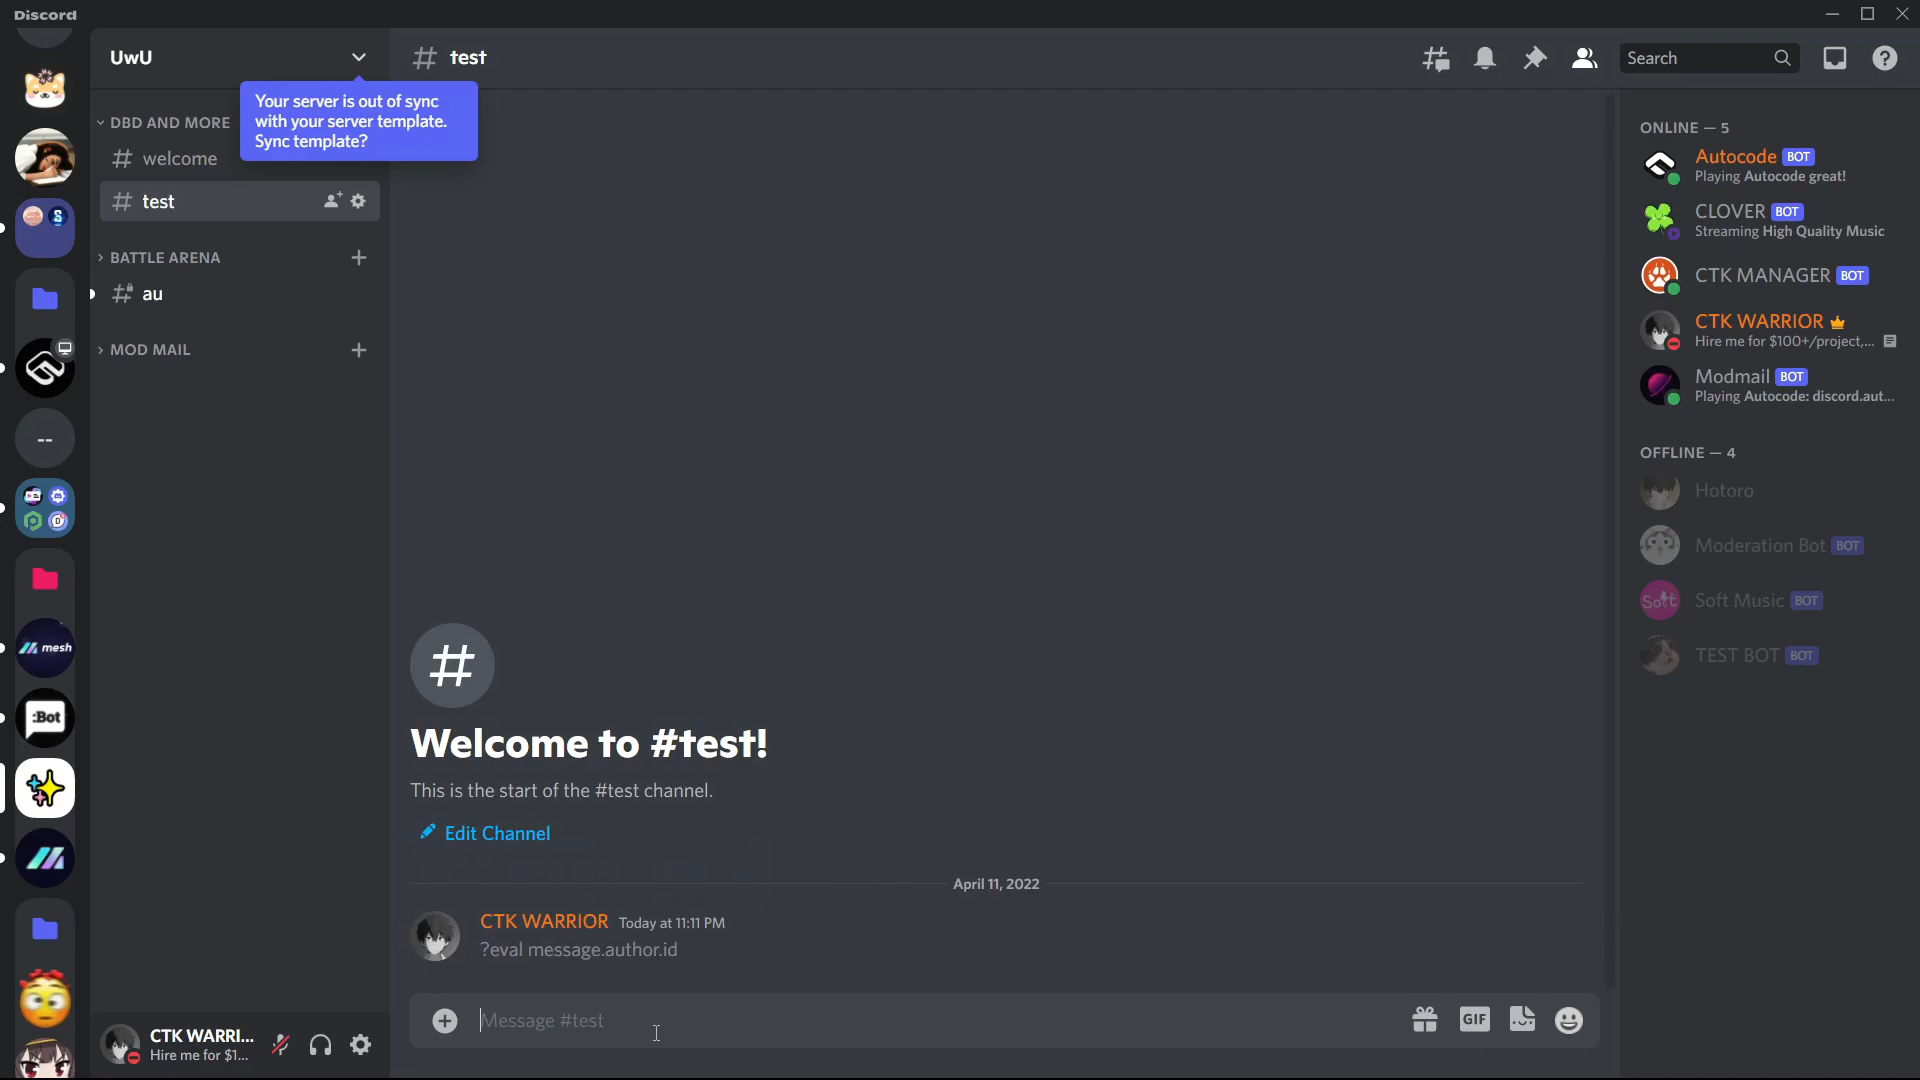 Discord
UwU
Your server is out of sync
with your server template.
Sync template?
DBD AND MORE
welcome
test
BATTLE ARENA
au
MOD MAIL
--
mesh
:Bot
CTK WARRI...
Hire me for $1...
test
Search
Welcome to #test!
This is the start of the #test channel.
Edit Channel
April 11, 2022
CTK WARRIOR Today at 11:11 PM
?eval message.author.id
Message #test
GIF
ONLINE — 5
Autocode BOT
Playing Autocode great!
CLOVER BOT
Streaming High Quality Music
CTK MANAGER BOT
CTK WARRIOR
Hire me for $100+/project,...
Modmail BOT
Playing Autocode: discord.aut...
OFFLINE — 4
Hotoro
Moderation Bot BOT
Soft
Soft Music BOT
TEST BOT BOT